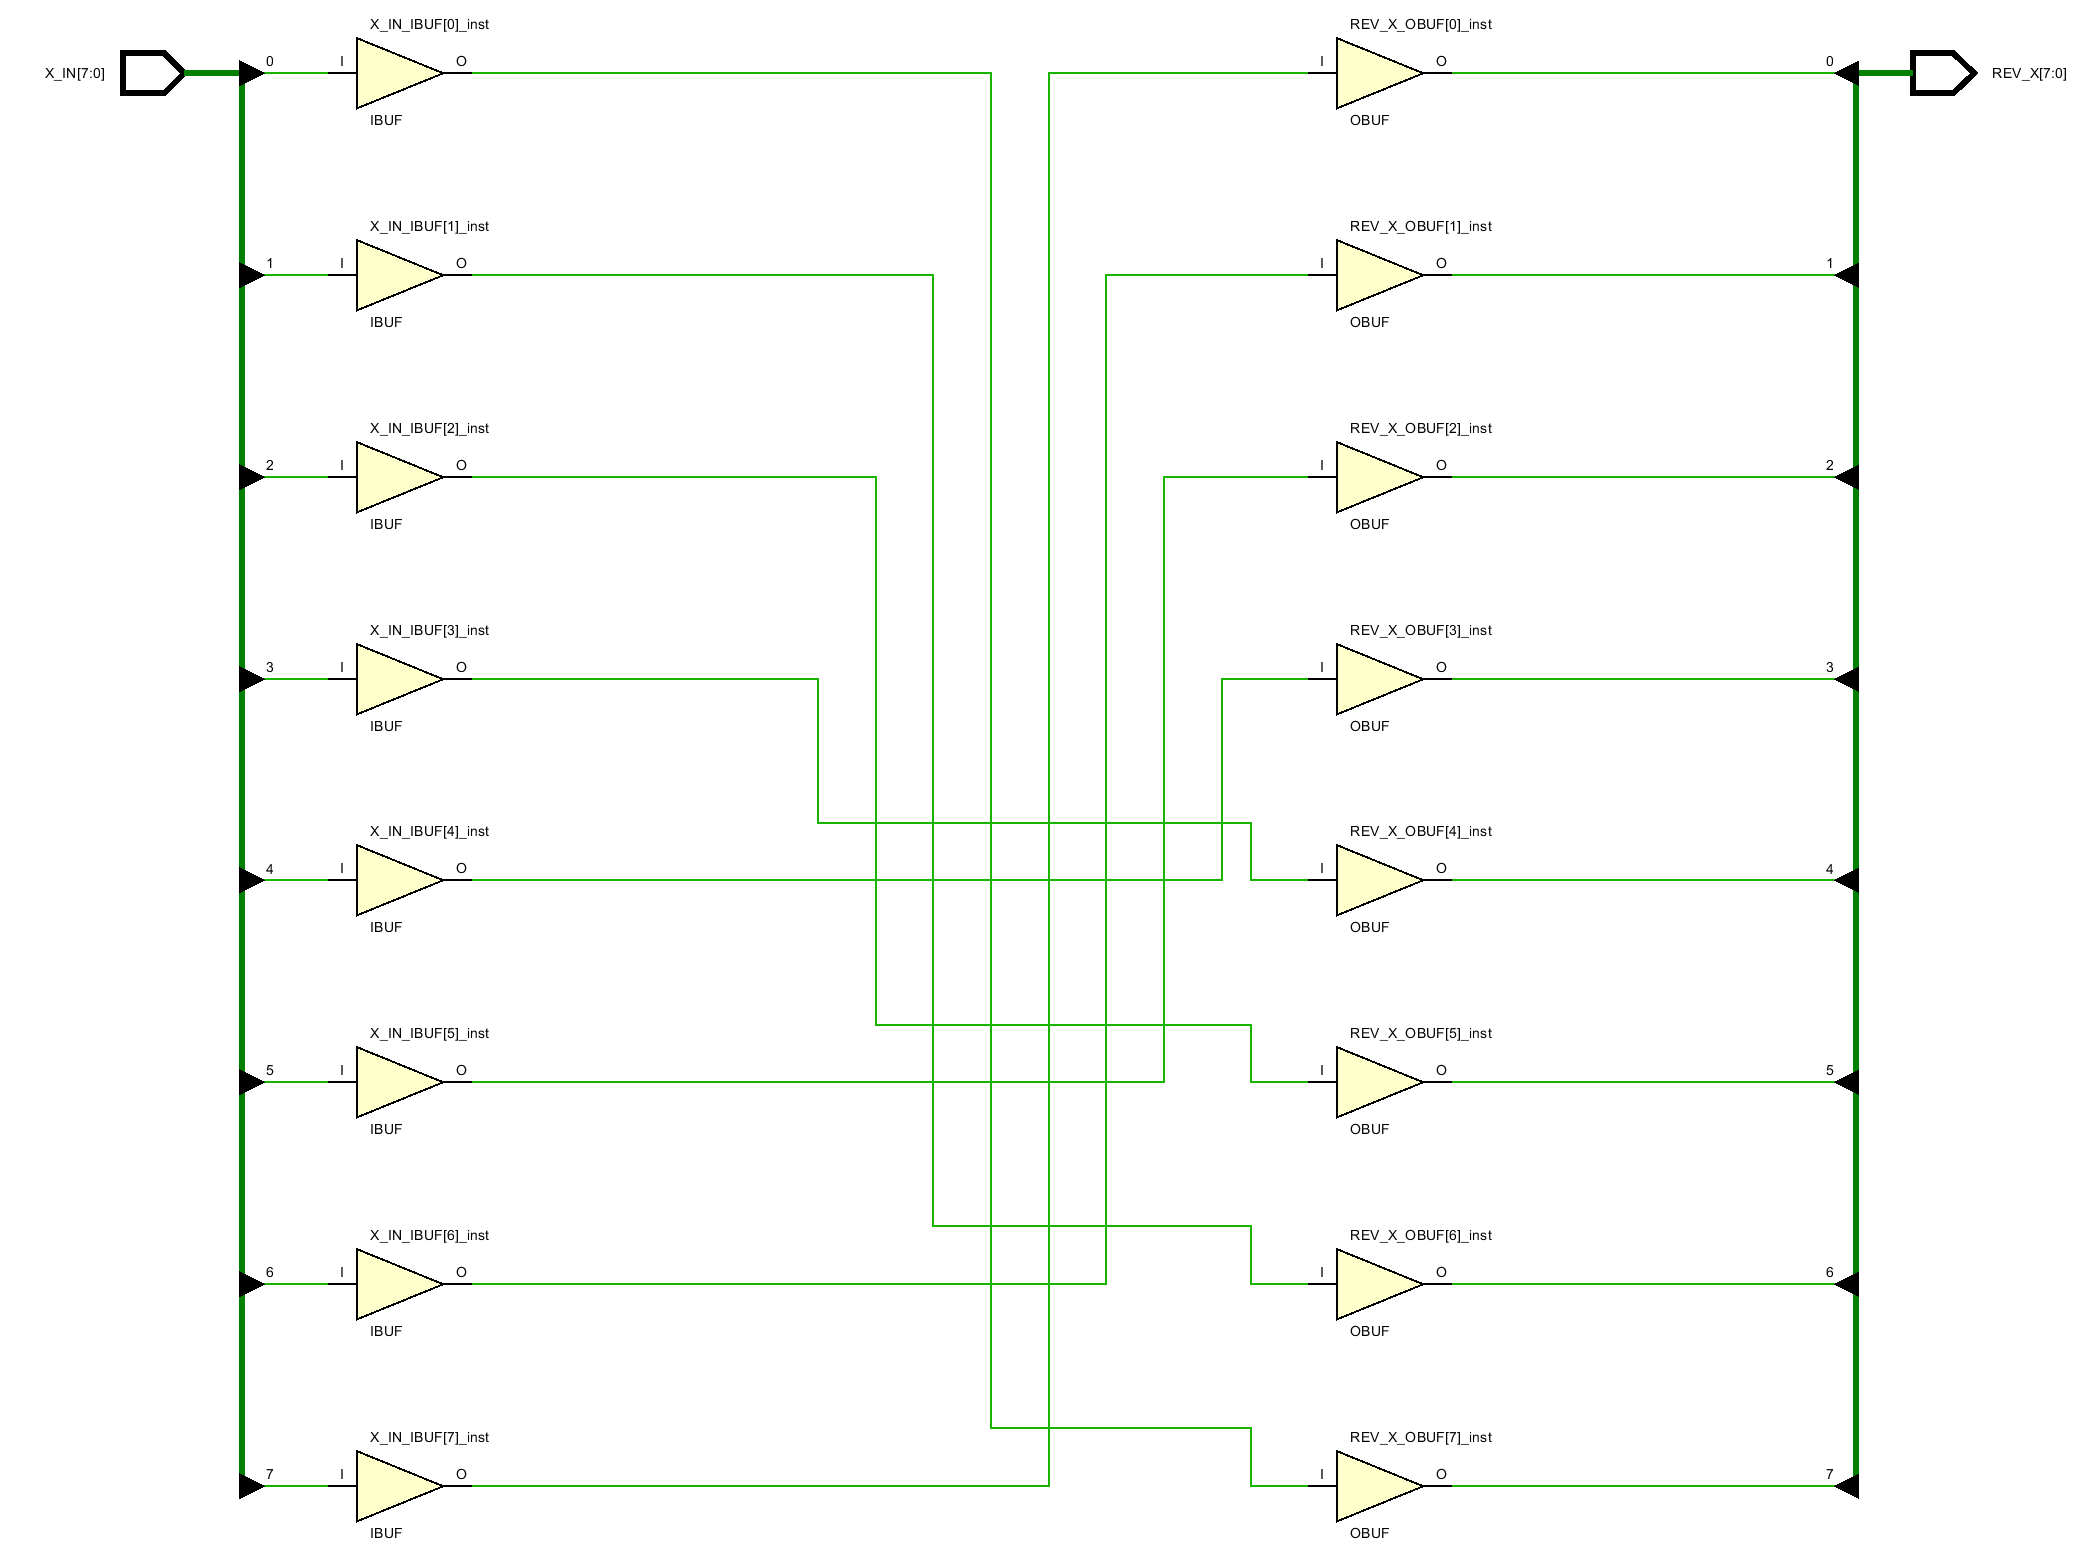 X_IN_IBUF[0]_inst REV_X_OBUF[0]_inst
X_IN[7:0] 0 I O I O 0 REV_X[7:0]
IBUF OBUF
X_IN_IBUF[1]_inst REV_X_OBUF[1]_inst
1 I O I O 1
IBUF OBUF
X_IN_IBUF[2]_inst REV_X_OBUF[2]_inst
2 I O I O 2
IBUF OBUF
X_IN_IBUF[3]_inst REV_X_OBUF[3]_inst
3 I O I O 3
IBUF OBUF
X_IN_IBUF[4]_inst REV_X_OBUF[4]_inst
4 I O I O 4
IBUF OBUF
X_IN_IBUF[5]_inst REV_X_OBUF[5]_inst
5 I O I O 5
IBUF OBUF
X_IN_IBUF[6]_inst REV_X_OBUF[6]_inst
6 I O I O 6
IBUF OBUF
X_IN_IBUF[7]_inst REV_X_OBUF[7]_inst
7 I O I O 7
IBUF OBUF